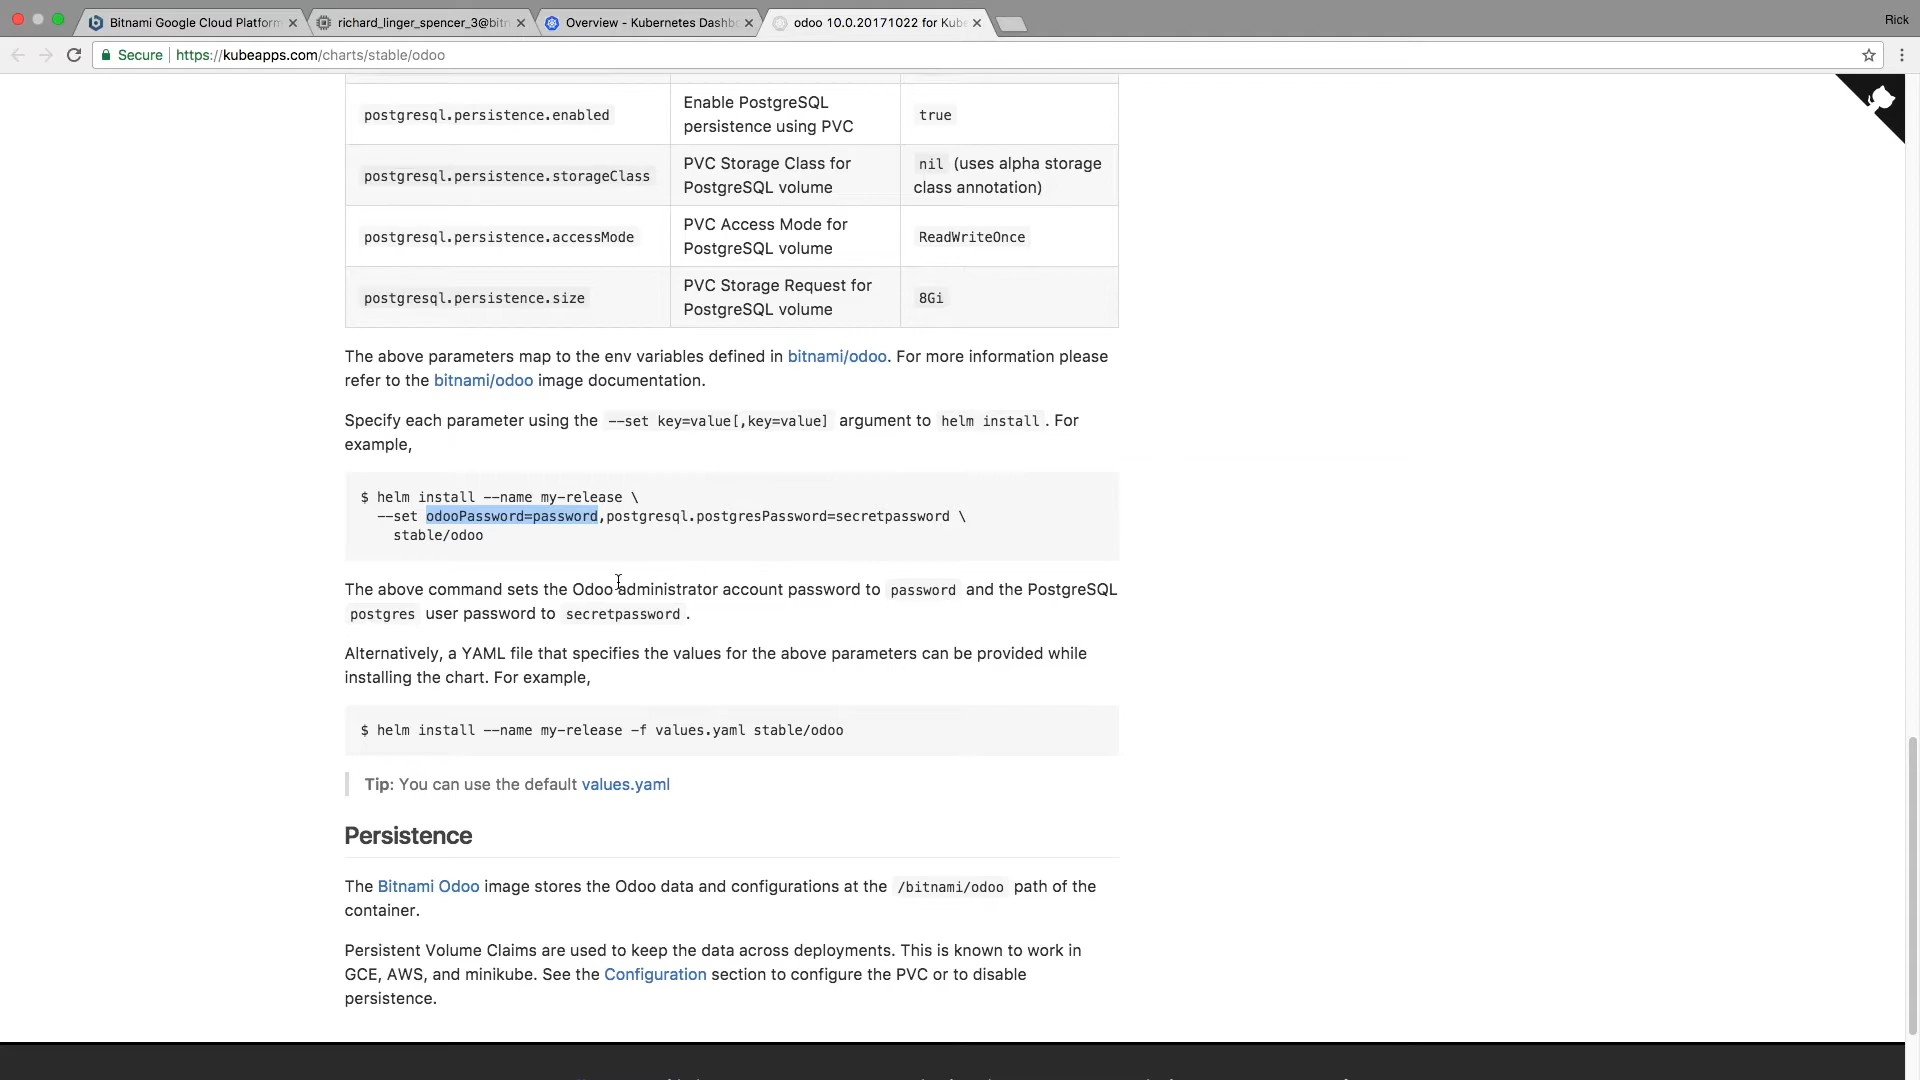 Bitnami Google Cloud Platform
richard_linger_spencer_3@bitn
Overview - Kubernetes Dashb
odoo 10.0.20171022 for Kube
Rick
Secure
https://kubeapps.com/charts/stable/odoo
postgresql.persistence.enabled
Enable PostgreSQL
persistence using PVC
true
postgresql.persistence.storageClass
PVC Storage Class for
PostgreSQL volume
nil (uses alpha storage
class annotation)
postgresql.persistence.accessMode
PVC Access Mode for
PostgreSQL volume
ReadWriteOnce
postgresql.persistence.size
PVC Storage Request for
PostgreSQL volume
8Gi
The above parameters map to the env variables defined in bitnami/odoo. For more information please
refer to the bitnami/odoo image documentation.
Specify each parameter using the --set key=value[,key=value] argument to helm install. For
example,
$ helm install --name my-release \
--set odooPassword=password,postgresql.postgresPassword=secretpassword \
stable/odoo
The above command sets the Odoo administrator account password to password and the PostgreSQL
postgres user password to secretpassword.
Alternatively, a YAML file that specifies the values for the above parameters can be provided while
installing the chart. For example,
$ helm install --name my-release -f values.yaml stable/odoo
Tip: You can use the default values.yaml
Persistence
The Bitnami Odoo image stores the Odoo data and configurations at the /bitnami/odoo path of the
container.
Persistent Volume Claims are used to keep the data across deployments. This is known to work in
GCE, AWS, and minikube. See the Configuration section to configure the PVC or to disable
persistence.